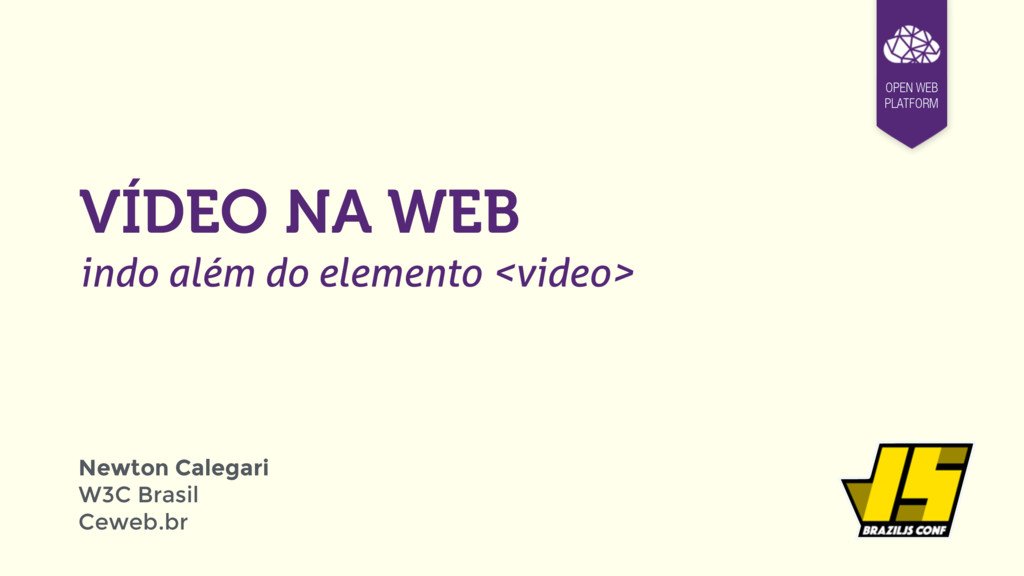 OPEN WEB
PLATFORM
VÍDEO NA WEB
indo além do elemento <video>
Newton Calegari
W3C Brasil
Ceweb.br
JS
BRAZILJS CONF